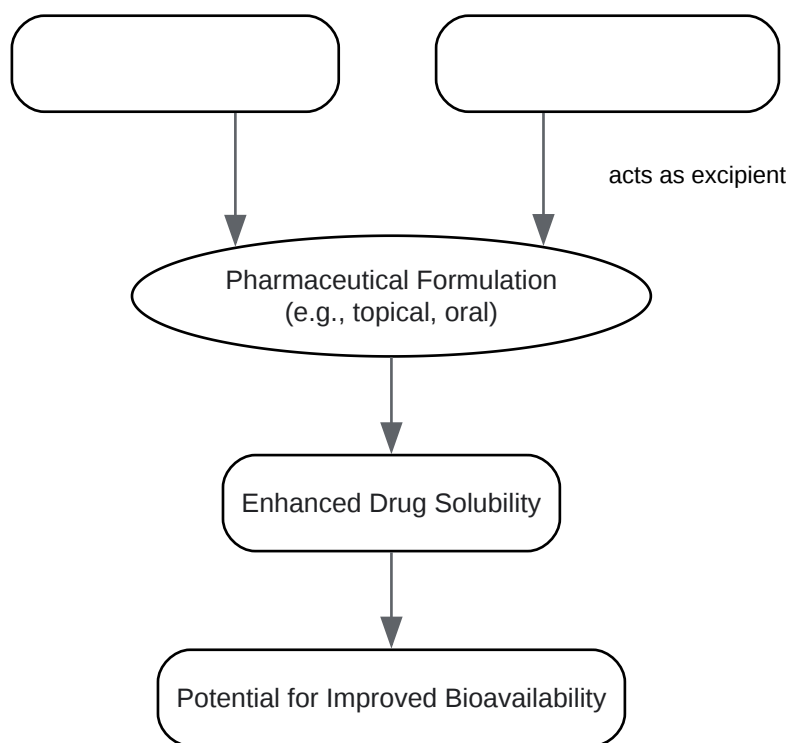 acts as excipient
Pharmaceutical Formulation
(e.g., topical, oral)
Enhanced Drug Solubility
Potential for Improved Bioavailability